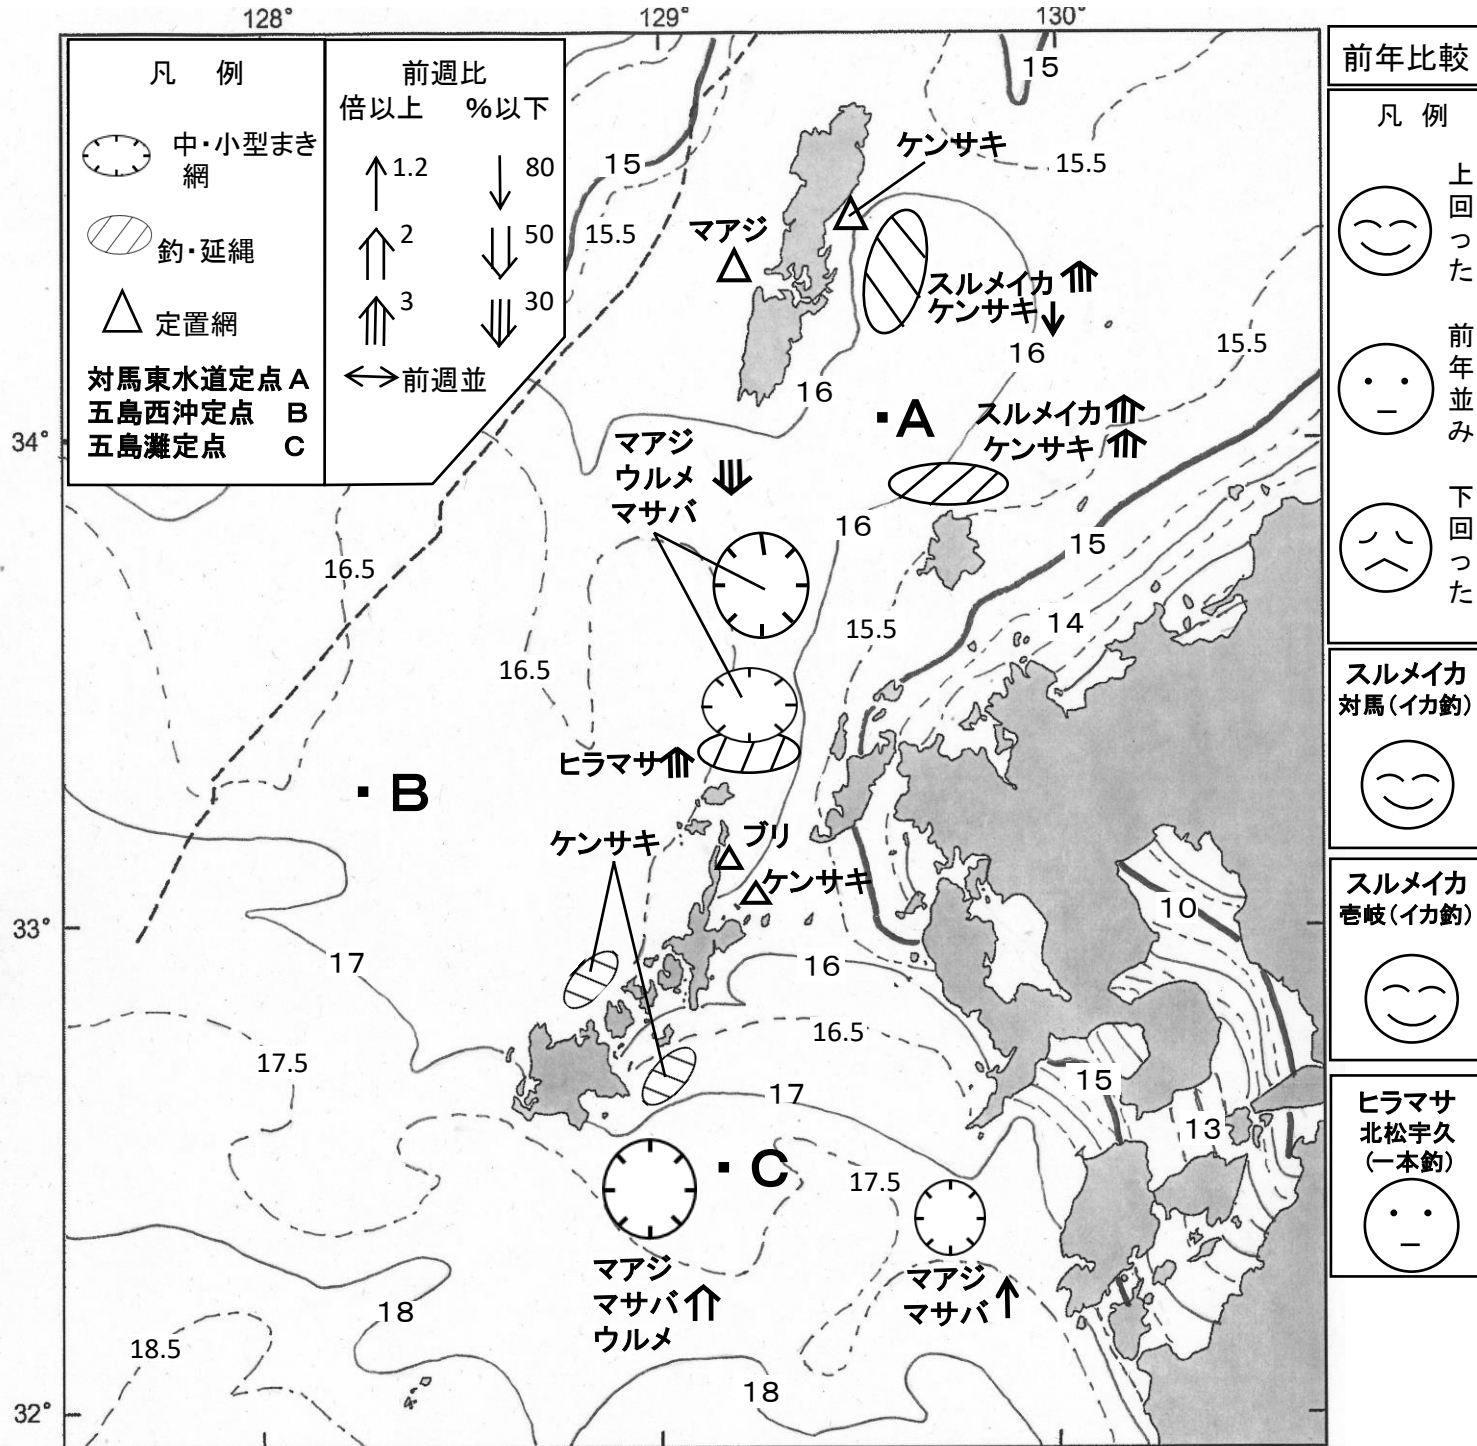 128°
129°
130°
凡　例
中・小型まき
網
釣・延縄
定置網
対馬東水道定点 A
五島西沖定点　B
五島灘定点　C
前週比
倍以上　%以下
1.2　80
2　50
3　30
前週並
15
15
15.5
15.5
ケンサキ
マアジ
スルメイカ
ケンサキ
16
15.5
16
34°
A
スルメイカ
ケンサキ
マアジ
ウルメ
マサバ
16
15
16.5
14
15.5
16.5
ヒラマサ
B
ケンサキ
ブリ
ケンサキ
10
33°
17
16
16.5
17.5
15
17
13
C
17.5
マアジ
マサバ
ウルメ
マアジ
マサバ
18
18.5
18
32°
前年比較
凡 例
上回った
前年並み
下回った
スルメイカ
対馬(イカ釣)
スルメイカ
壱岐(イカ釣)
ヒラマサ
北松宇久
(一本釣)